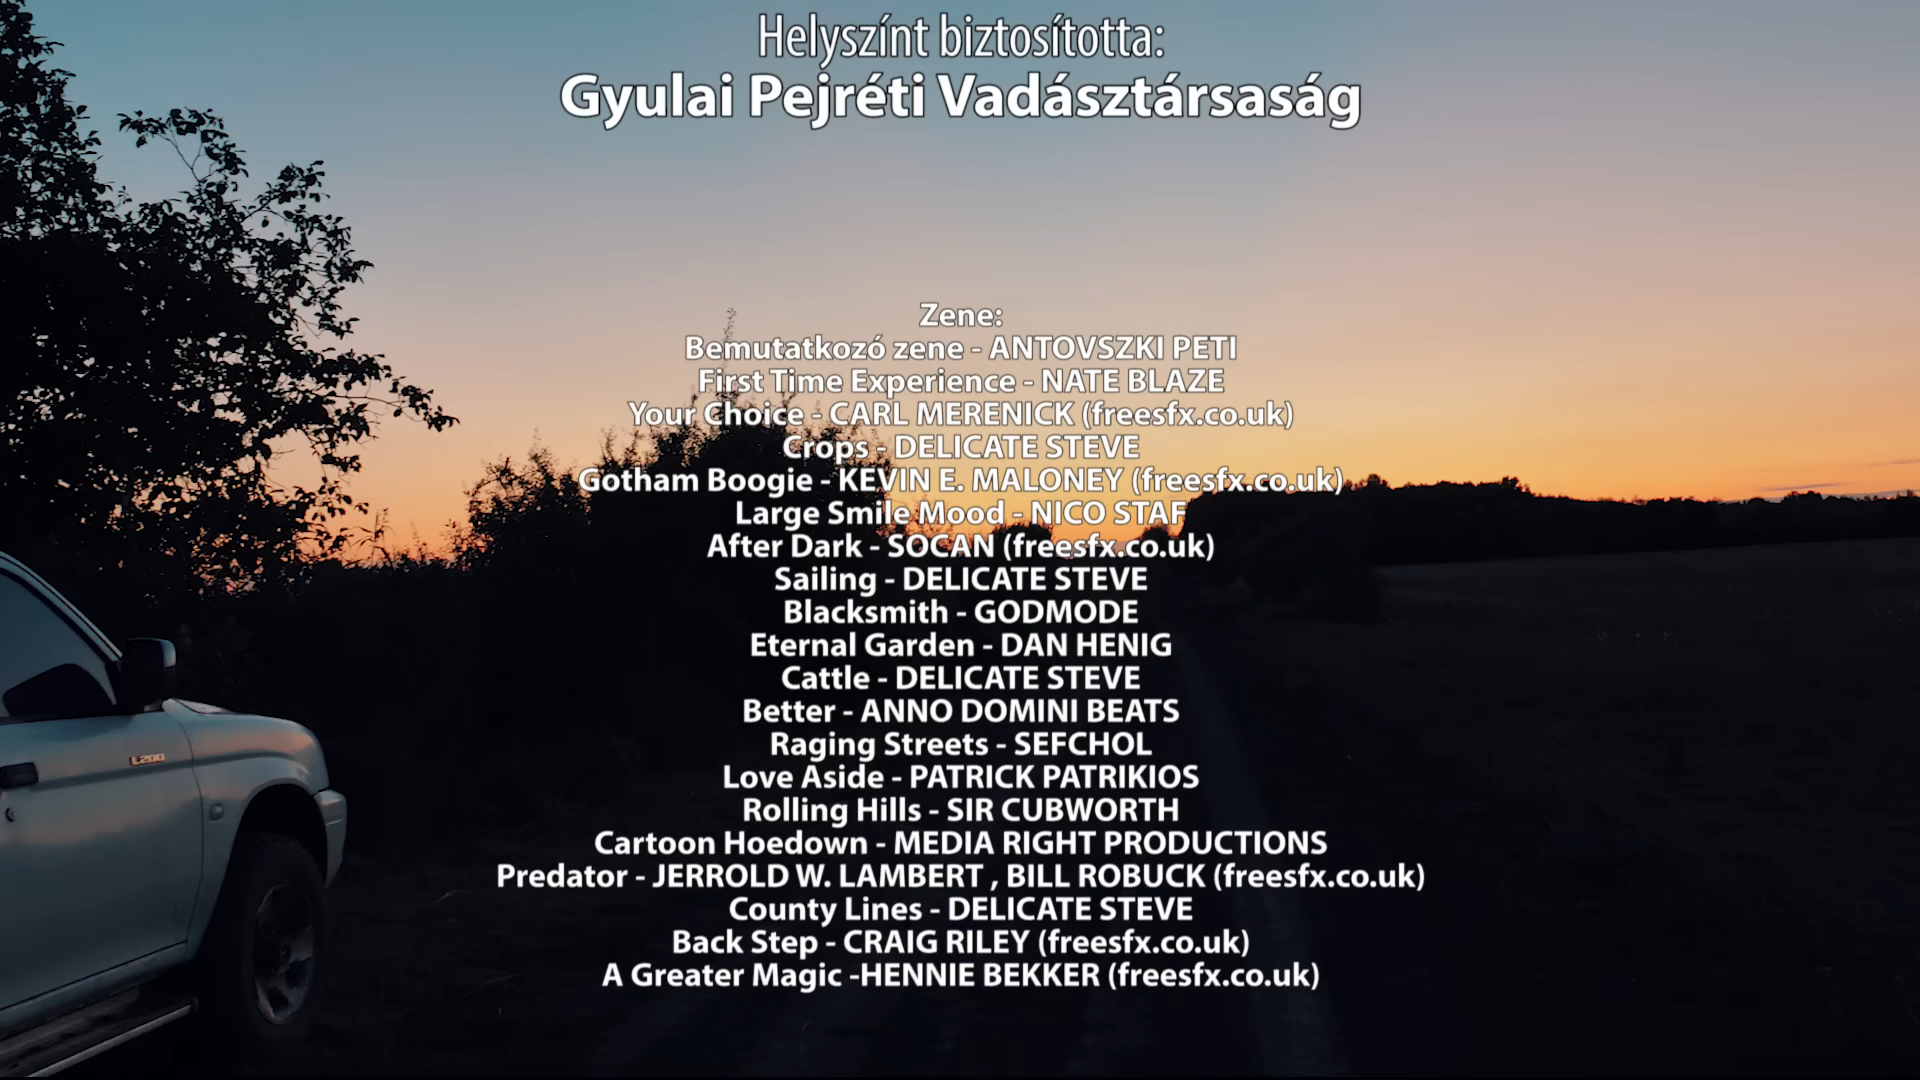 Helyszínt biztosította:
Gyulai Pejréti Vadásztársaság
Zene:
Bemutatkozó zene - ANTOVSZKI PETI
First Time Experience - NATE BLAZE
Your Choice - CARL MERENICK (freesfx.co.uk)
Crops - DELICATE STEVE
Gotham Boogie - KEVIN E. MALONEY (freesfx.co.uk)
Large Smile Mood - NICO STAF
After Dark - SOCAN (freesfx.co.uk)
Sailing - DELICATE STEVE
Blacksmith - GODMODE
Eternal Garden - DAN HENIG
Cattle - DELICATE STEVE
Better - ANNO DOMINI BEATS
Raging Streets - SEFCHOL
Love Aside - PATRICK PATRIKIOS
Rolling Hills - SIR CUBWORTH
Cartoon Hoedown - MEDIA RIGHT PRODUCTIONS
Predator - JERROLD W. LAMBERT , BILL ROBUCK (freesfx.co.uk)
County Lines - DELICATE STEVE
Back Step - CRAIG RILEY (freesfx.co.uk)
A Greater Magic -HENNIE BEKKER (freesfx.co.uk)
L200